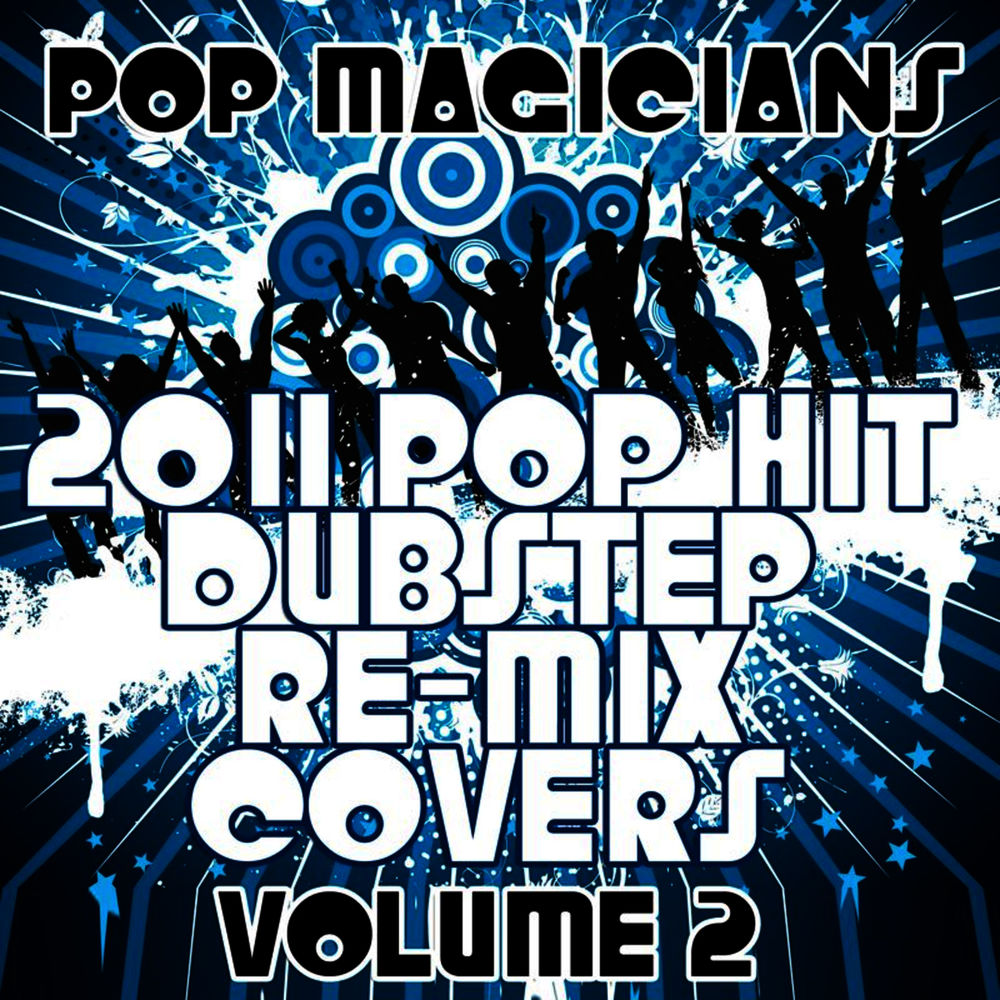 POP MAGICIANS
2011 POP HIT
DUBSTEP
RE-MIX
COVERS
VOLUME 2